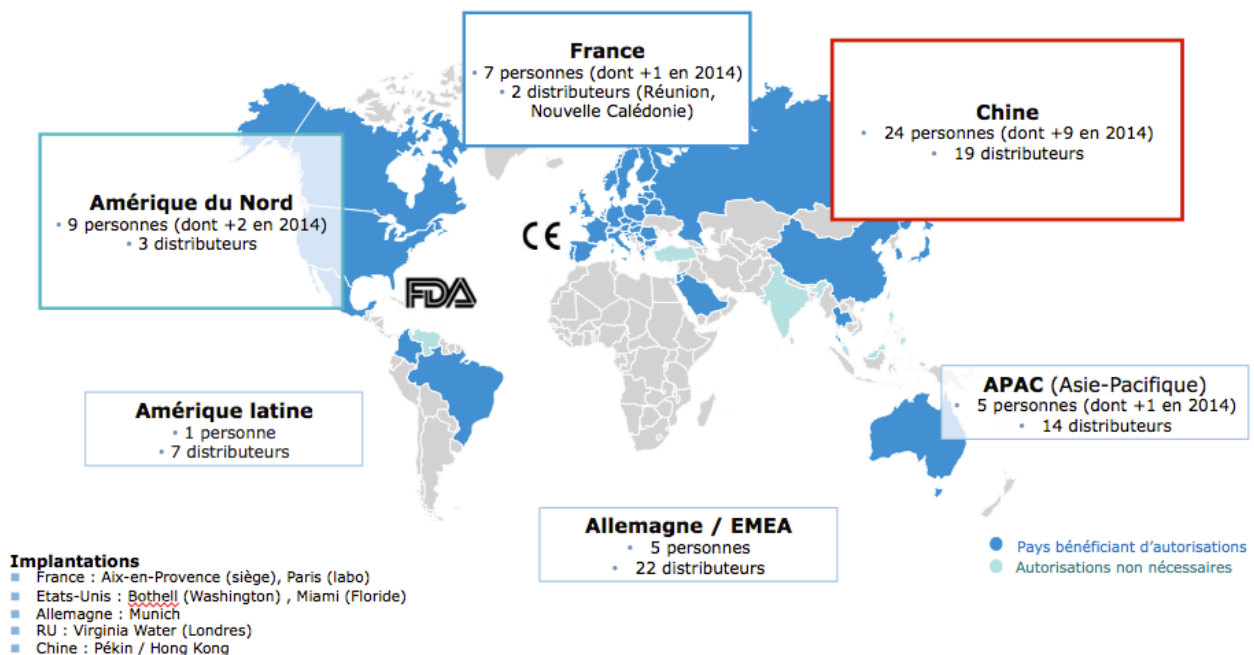 France
• 7 personnes (dont +1 en 2014)
• 2 distributeurs (Réunion,
Nouvelle Calédonie)
Chine
• 24 personnes (dont +9 en 2014)
• 19 distributeurs
Amérique du Nord
• 9 personnes (dont +2 en 2014)
• 3 distributeurs
CE
FDA
APAC (Asie-Pacifique)
• 5 personnes (dont +1 en 2014)
• 14 distributeurs
Amérique latine
• 1 personne
• 7 distributeurs
Allemagne / EMEA
• 5 personnes
• 22 distributeurs
Pays bénéficiant d'autorisations
Autorisations non nécessaires
Implantations
France : Aix-en-Provence (siège), Paris (labo)
Etats-Unis : Bothell (Washington) , Miami (Floride)
Allemagne : Munich
RU : Virginia Water (Londres)
Chine : Pékin / Hong Kong